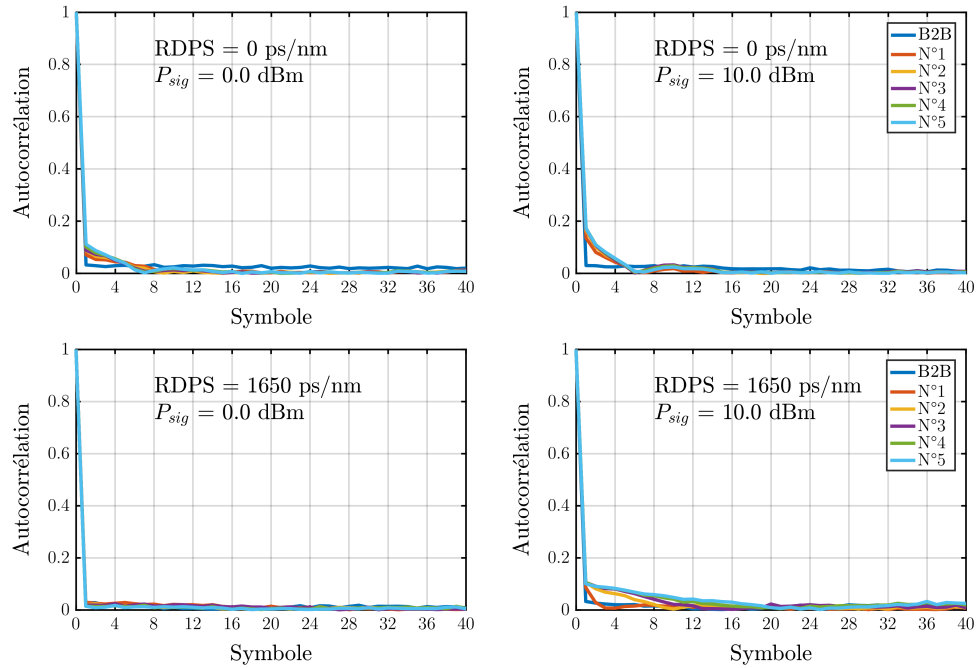 1
0.8
0.6
0.4
0.2
0
Autocorrélation
RDPS = 0 ps/nm
P_sig = 0.0 dBm
0 4 8 12 16 20 24 28 32 36 40
Symbole
1
0.8
0.6
0.4
0.2
0
Autocorrélation
RDPS = 0 ps/nm
P_sig = 10.0 dBm
B2B
N°1
N°2
N°3
N°4
N°5
0 4 8 12 16 20 24 28 32 36 40
Symbole
1
0.8
0.6
0.4
0.2
0
Autocorrélation
RDPS = 1650 ps/nm
P_sig = 0.0 dBm
0 4 8 12 16 20 24 28 32 36 40
Symbole
1
0.8
0.6
0.4
0.2
0
Autocorrélation
RDPS = 1650 ps/nm
P_sig = 10.0 dBm
B2B
N°1
N°2
N°3
N°4
N°5
0 4 8 12 16 20 24 28 32 36 40
Symbole